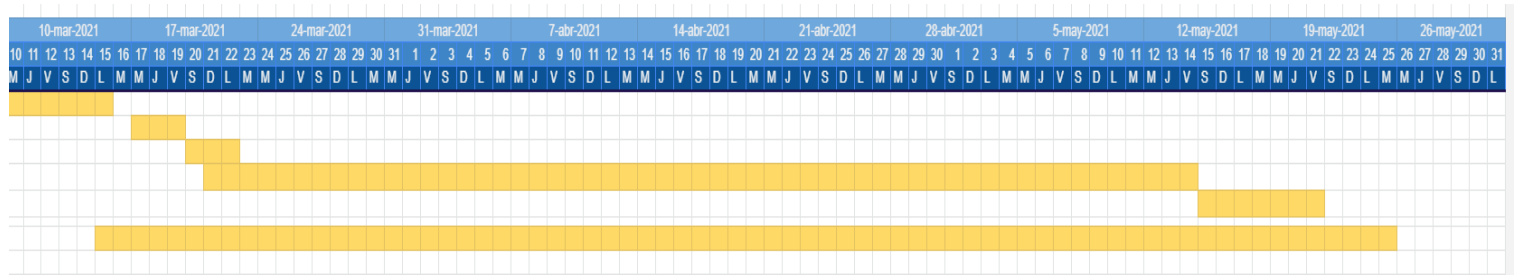 10-mar-2021 17-mar-2021 24-mar-2021 31-mar-2021 7-abr-2021 14-abr-2021 21-abr-2021 28-abr-2021 5-may-2021 12-may-2021 19-may-2021 26-may-2021
10 11 12 13 14 15 16 17 18 19 20 21 22 23 24 25 26 27 28 29 30 31 1 2 3 4 5 6 7 8 9 10 11 12 13 14 15 16 17 18 19 20 21 22 23 24 25 26 27 28 29 30 1 2 3 4 5 6 7 8 9 10 11 12 13 14 15 16 17 18 19 20 21 22 23 24 25 26 27 28 29 30 31
M J V S D L M M J V S D L M M J V S D L M M J V S D L M M J V S D L M M J V S D L M M J V S D L M M J V S D L M M J V S D L M M J V S D L M M J V S D L M M J V S D L